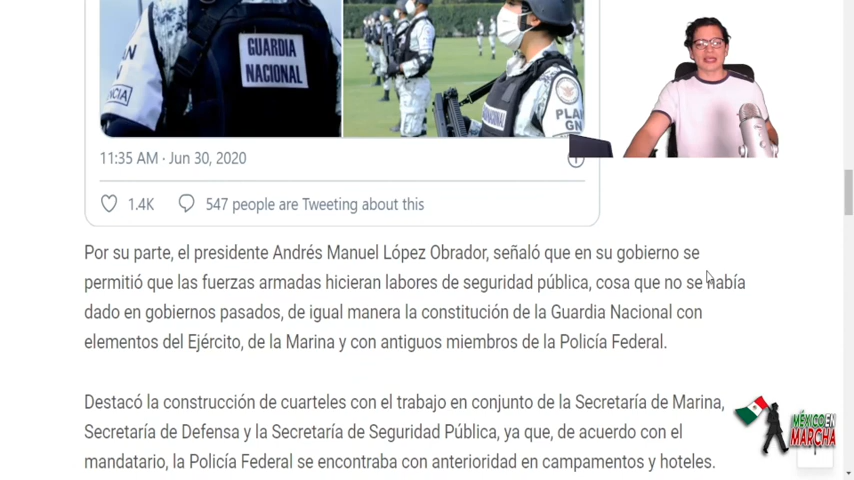 GUARDIA
NACIONAL
PLAN
GN
11:35 AM · Jun 30, 2020
1.4K
547 people are Tweeting about this
Por su parte, el presidente Andrés Manuel López Obrador, señaló que en su gobierno se
permitió que las fuerzas armadas hicieran labores de seguridad pública, cosa que no se había
dado en gobiernos pasados, de igual manera la constitución de la Guardia Nacional con
elementos del Ejército, de la Marina y con antiguos miembros de la Policía Federal.
Destacó la construcción de cuarteles con el trabajo en conjunto de la Secretaría de Marina,
Secretaría de Defensa y la Secretaría de Seguridad Pública, ya que, de acuerdo con el
mandatario, la Policía Federal se encontraba con anterioridad en campamentos y hoteles.
MÉXICO EN
MARCHA